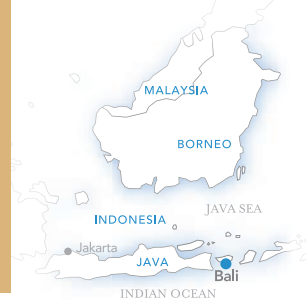 MALAYSIA
BORNEO
JAVA SEA
INDONESIA
Jakarta
JAVA
Bali
INDIAN OCEAN